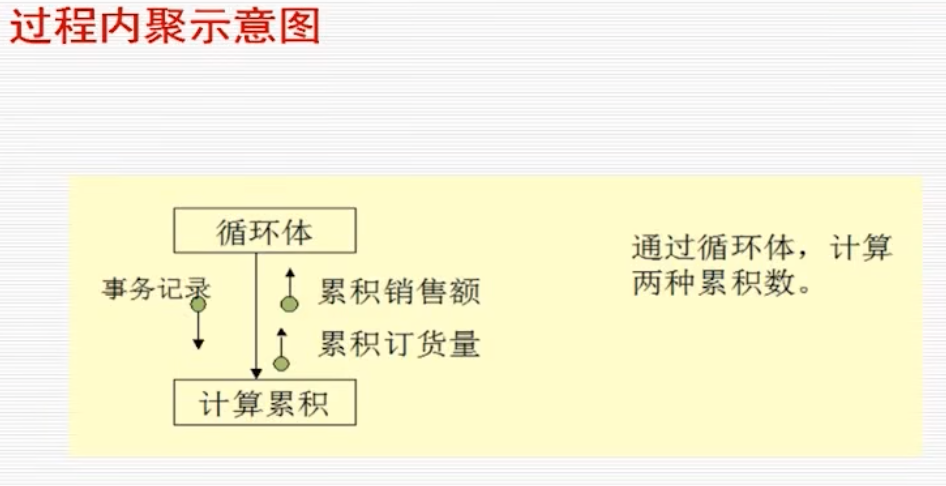 过程内聚示意图
循环体
事务记录
累积销售额
累积订货量
计算累积
通过循环体，计算
两种累积数。